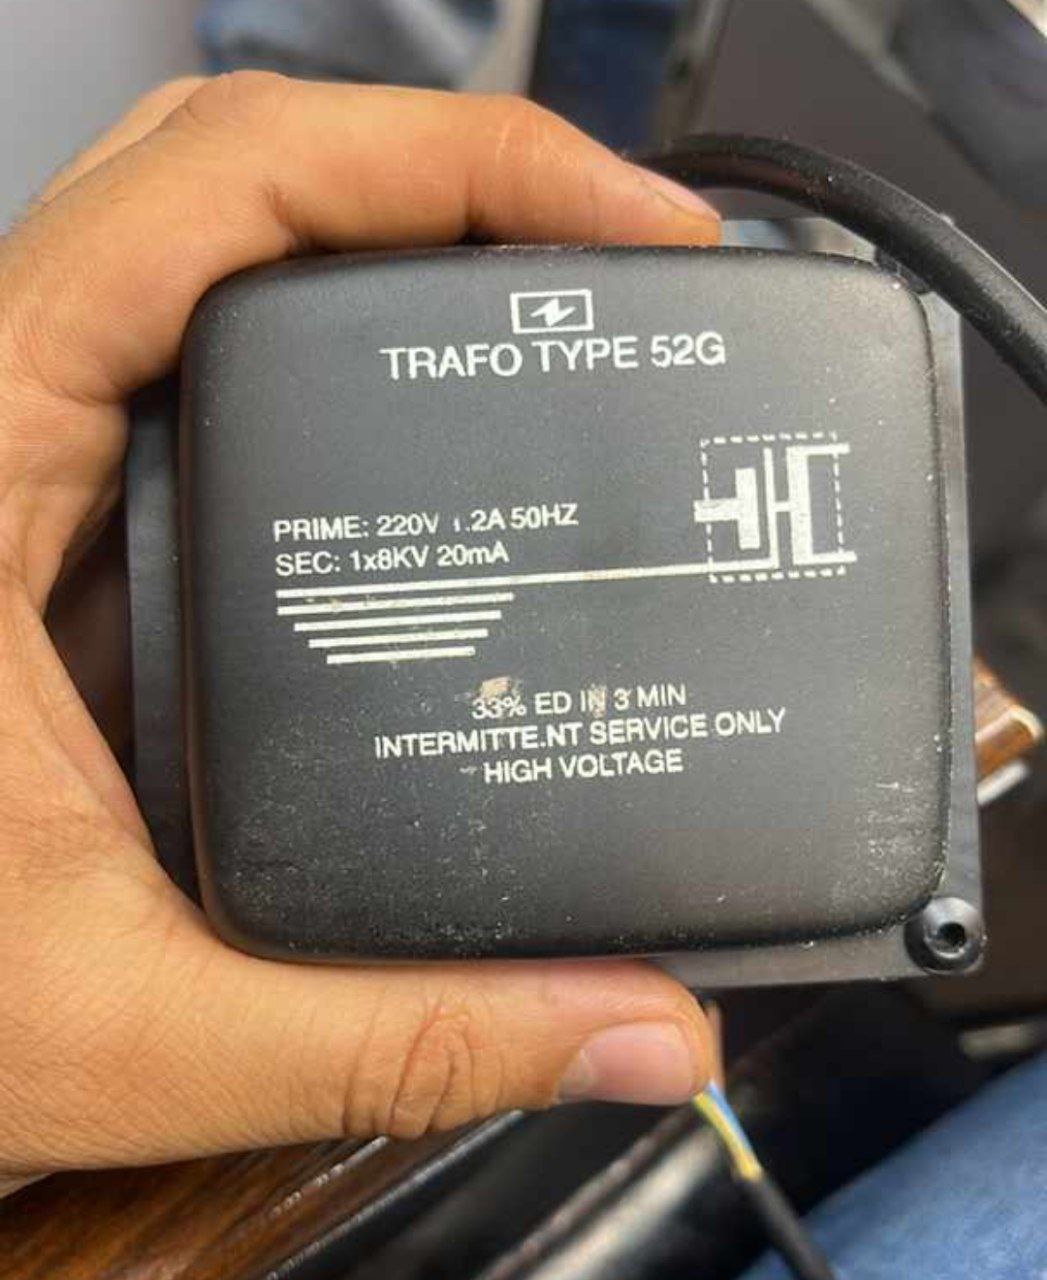 TRAFO TYPE 52G
PRIME: 220V 1.2A 50HZ
SEC: 1x8KV 20mA
33% ED IN 3 MIN
INTERMITTE.NT SERVICE ONLY
HIGH VOLTAGE